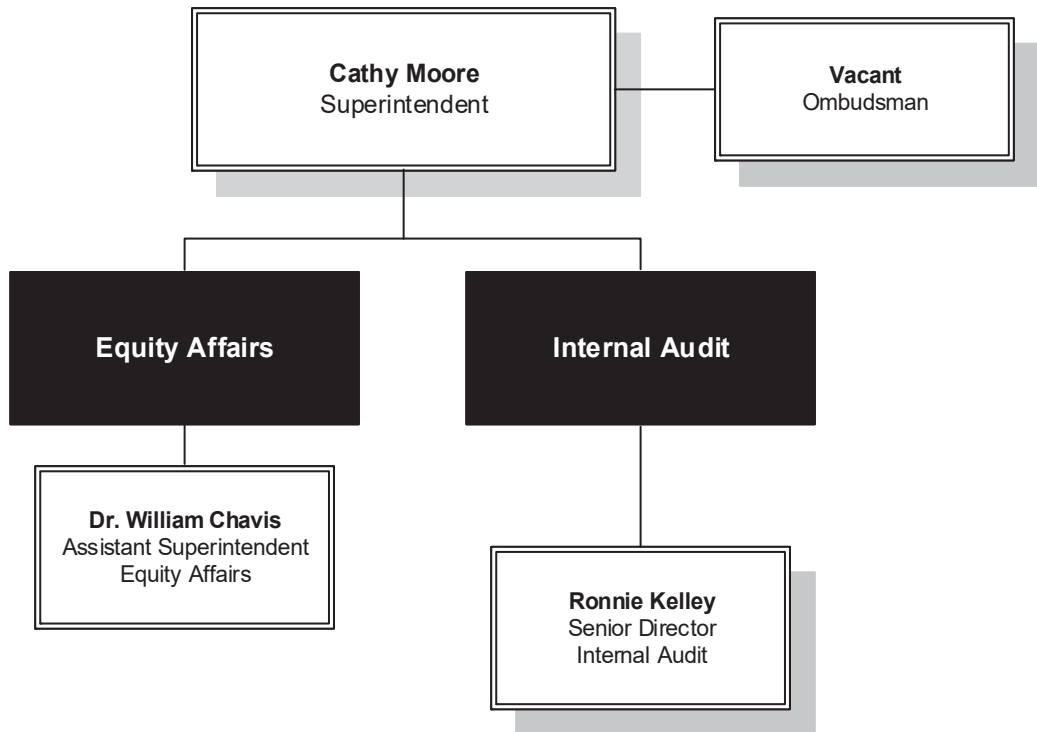 Cathy Moore
Superintendent
Vacant
Ombudsman
Equity Affairs
Internal Audit
Dr. William Chavis
Assistant Superintendent
Equity Affairs
Ronnie Kelley
Senior Director
Internal Audit